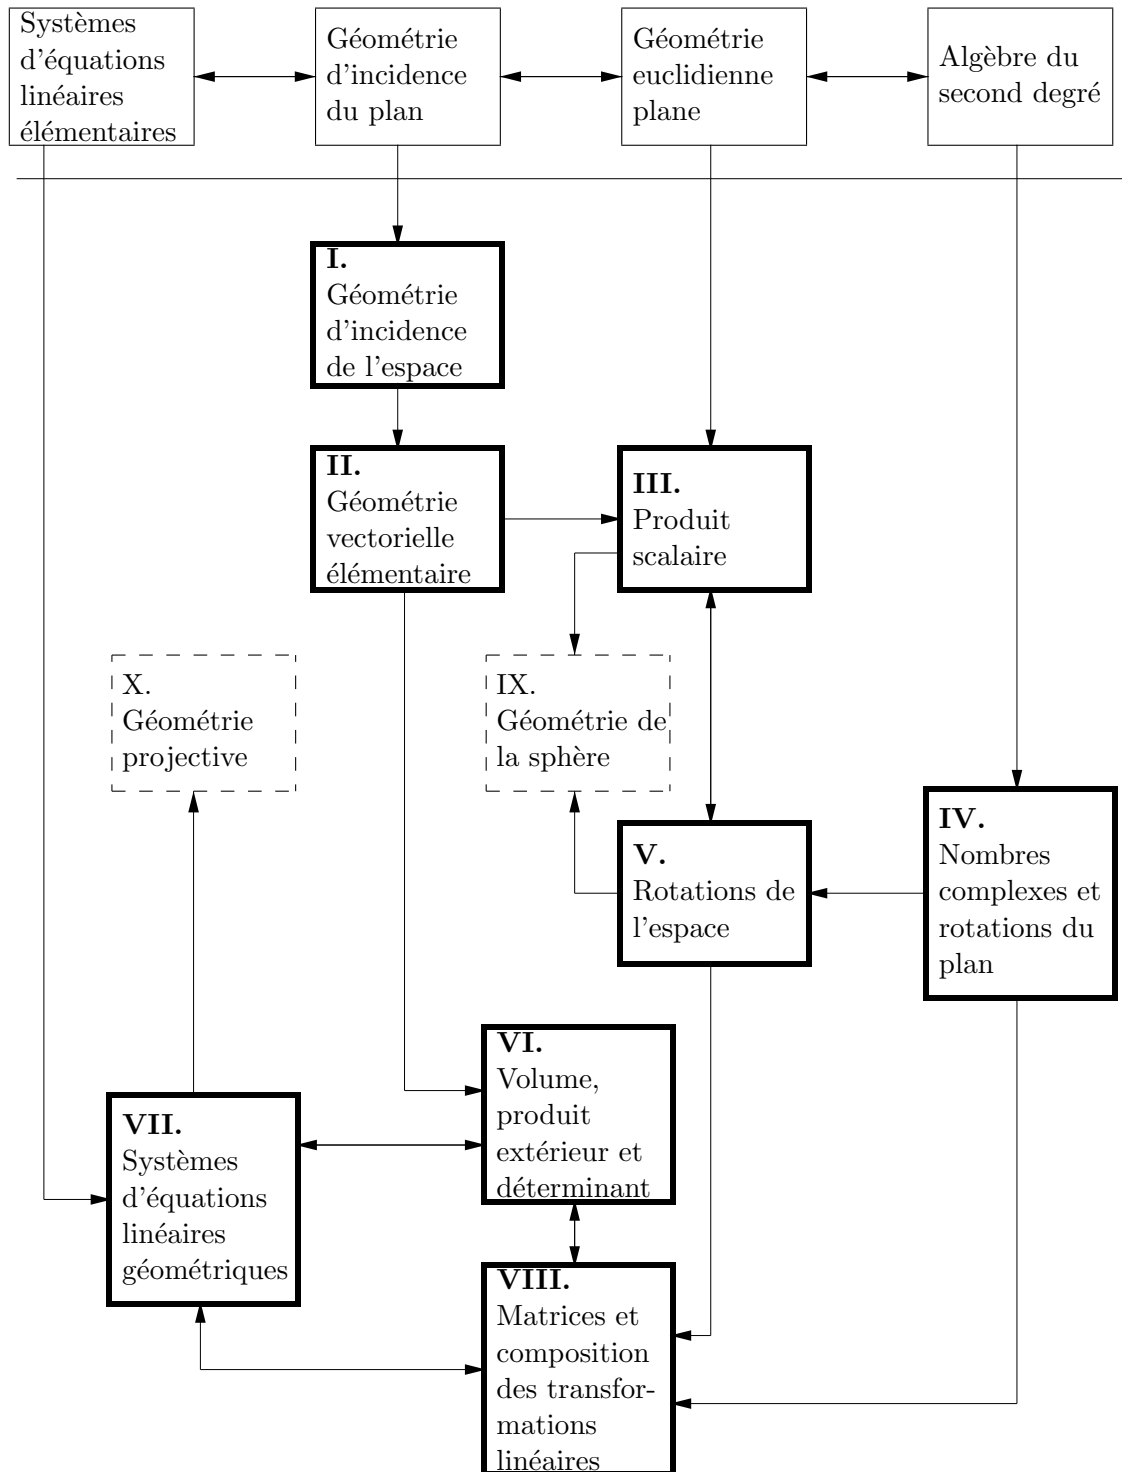 Systèmes
d'équations
linéaires
élémentaires
Géométrie
d'incidence
du plan
Géométrie
euclidienne
plane
Algèbre du
second degré
I.
Géométrie
d'incidence
de l'espace
II.
Géométrie
vectorielle
élémentaire
III.
Produit
scalaire
X.
Géométrie
projective
IX.
Géométrie de
la sphère
IV.
Nombres
complexes et
rotations du
plan
V.
Rotations de
l'espace
VI.
Volume,
produit
extérieur et
déterminant
VII.
Systèmes
d'équations
linéaires
géométriques
VIII.
Matrices et
composition
des transfor-
mations
linéaires